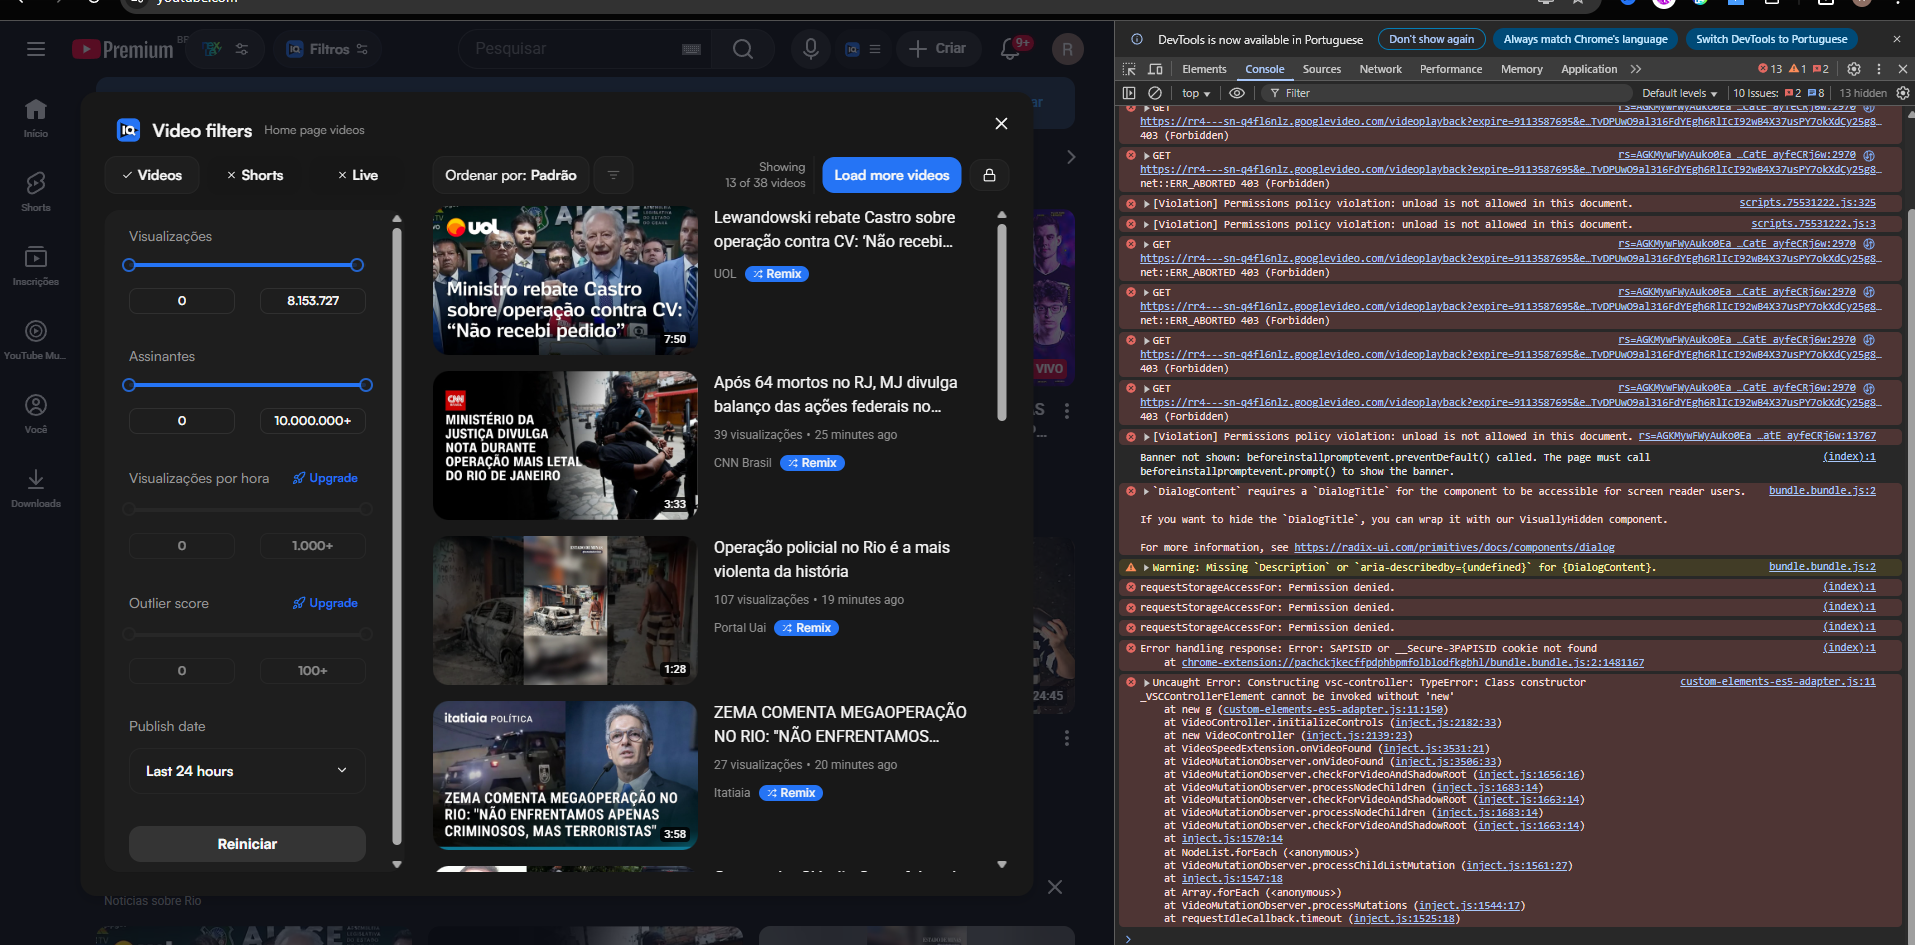 youtube.com
Premium
BR
Filtros
Pesquisar
Criar
9+
R
Início
Shorts
Inscrições
YouTube Mu...
Você
Downloads
IQ
Video filters
Home page videos
Videos
Shorts
Live
Ordenar por: Padrão
Showing
13 of 38 videos
Load more videos
Visualizações
0
8.153.727
Assinantes
0
10.000.000+
Visualizações por hora
Upgrade
0
1.000+
Outlier score
Upgrade
0
100+
Publish date
Last 24 hours
Reiniciar
uol
Ministro rebate Castro
sobre operação contra CV:
“Não recebi pedido”
7:50
Lewandowski rebate Castro sobre
operação contra CV: ‘Não recebi...
UOL
Remix
CNN
BRASIL
MINISTÉRIO DA
JUSTIÇA DIVULGA
NOTA DURANTE
OPERAÇÃO MAIS LETAL
DO RIO DE JANEIRO
3:33
Após 64 mortos no RJ, MJ divulga
balanço das ações federais no...
39 visualizações • 25 minutes ago
CNN Brasil
Remix
1:28
Operação policial no Rio é a mais
violenta da história
107 visualizações • 19 minutes ago
Portal Uai
Remix
itatiaia POLÍTICA
ZEMA COMENTA MEGAOPERAÇÃO NO
RIO: "NÃO ENFRENTAMOS APENAS
CRIMINOSOS, MAS TERRORISTAS"
3:58
ZEMA COMENTA MEGAOPERAÇÃO
NO RIO: "NÃO ENFRENTAMOS...
27 visualizações • 20 minutes ago
Itatiaia
Remix
VIVO
24:45
Notícias sobre Rio
DevTools is now available in Portuguese
Don't show again
Always match Chrome's language
Switch DevTools to Portuguese
Elements
Console
Sources
Network
Performance
Memory
Application
13
1
2
top
Filter
Default levels
10 Issues:
2
8
13 hidden
GET
rs=AGKMywFWyAuko0Ea …CatE_ayfeCRj6w:2970
https://rr4---sn-q4fl6nlz.googlevideo.com/videoplayback?expire=9113587695&e…TvDPUwO9al316FdYEgh6RlIcI92wB4X37usPY7okXdCy25g8…
403 (Forbidden)
GET
rs=AGKMywFWyAuko0Ea …CatE_ayfeCRj6w:2970
https://rr4---sn-q4fl6nlz.googlevideo.com/videoplayback?expire=9113587695&e…TvDPUwO9al316FdYEgh6RlIcI92wB4X37usPY7okXdCy25g8…
net::ERR_ABORTED 403 (Forbidden)
[Violation] Permissions policy violation: unload is not allowed in this document.
scripts.75531222.js:325
[Violation] Permissions policy violation: unload is not allowed in this document.
scripts.75531222.js:3
GET
rs=AGKMywFWyAuko0Ea …CatE_ayfeCRj6w:2970
https://rr4---sn-q4fl6nlz.googlevideo.com/videoplayback?expire=9113587695&e…TvDPUwO9al316FdYEgh6RlIcI92wB4X37usPY7okXdCy25g8…
net::ERR_ABORTED 403 (Forbidden)
GET
rs=AGKMywFWyAuko0Ea …CatE_ayfeCRj6w:2970
https://rr4---sn-q4fl6nlz.googlevideo.com/videoplayback?expire=9113587695&e…TvDPUwO9al316FdYEgh6RlIcI92wB4X37usPY7okXdCy25g8…
net::ERR_ABORTED 403 (Forbidden)
GET
rs=AGKMywFWyAuko0Ea …CatE_ayfeCRj6w:2970
https://rr4---sn-q4fl6nlz.googlevideo.com/videoplayback?expire=9113587695&e…TvDPUwO9al316FdYEgh6RlIcI92wB4X37usPY7okXdCy25g8…
403 (Forbidden)
GET
rs=AGKMywFWyAuko0Ea …CatE_ayfeCRj6w:2970
https://rr4---sn-q4fl6nlz.googlevideo.com/videoplayback?expire=9113587695&e…TvDPUwO9al316FdYEgh6RlIcI92wB4X37usPY7okXdCy25g8…
403 (Forbidden)
[Violation] Permissions policy violation: unload is not allowed in this document.
rs=AGKMywFWyAuko0Ea …atE_ayfeCRj6w:13767
Banner not shown: beforeinstallpromptevent.preventDefault() called. The page must call
(index):1
beforeinstallpromptevent.prompt() to show the banner.
`DialogContent` requires a `DialogTitle` for the component to be accessible for screen reader users.
bundle.bundle.js:2
If you want to hide the `DialogTitle`, you can wrap it with our VisuallyHidden component.
For more information, see https://radix-ui.com/primitives/docs/components/dialog
Warning: Missing `Description` or `aria-describedby={undefined}` for {DialogContent}.
bundle.bundle.js:2
requestStorageAccessFor: Permission denied.
(index):1
requestStorageAccessFor: Permission denied.
(index):1
requestStorageAccessFor: Permission denied.
(index):1
Error handling response: Error: SAPISID or __Secure-3PAPISID cookie not found
(index):1
at chrome-extension://pachckjkecffpdphbpmfolblodfkgbhl/bundle.bundle.js:2:1481167
Uncaught Error: Constructing vsc-controller: TypeError: Class constructor
custom-elements-es5-adapter.js:11
_VSCControllerElement cannot be invoked without 'new'
at new g (custom-elements-es5-adapter.js:11:150)
at VideoController.initializeControls (inject.js:2182:33)
at new VideoController (inject.js:2139:23)
at VideoSpeedExtension.onVideoFound (inject.js:3531:21)
at VideoMutationObserver.onVideoFound (inject.js:3506:33)
at VideoMutationObserver.checkForVideoAndShadowRoot (inject.js:1656:16)
at VideoMutationObserver.processNodeChildren (inject.js:1683:14)
at VideoMutationObserver.checkForVideoAndShadowRoot (inject.js:1663:14)
at VideoMutationObserver.processNodeChildren (inject.js:1683:14)
at VideoMutationObserver.checkForVideoAndShadowRoot (inject.js:1663:14)
at inject.js:1570:14
at NodeList.forEach (<anonymous>)
at VideoMutationObserver.processChildListMutation (inject.js:1561:27)
at inject.js:1547:18
at Array.forEach (<anonymous>)
at VideoMutationObserver.processMutations (inject.js:1544:17)
at requestIdleCallback.timeout (inject.js:1525:18)